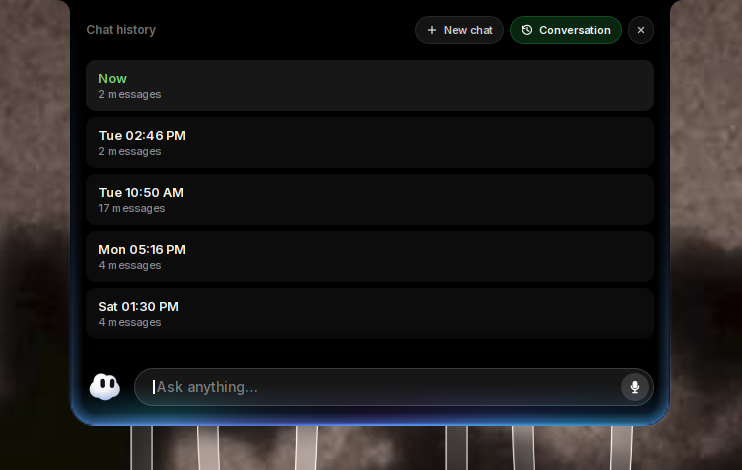 Chat history
New chat
Conversation
Now
2 messages
Tue 02:46 PM
2 messages
Tue 10:50 AM
17 messages
Mon 05:16 PM
4 messages
Sat 01:30 PM
4 messages
Ask anything...